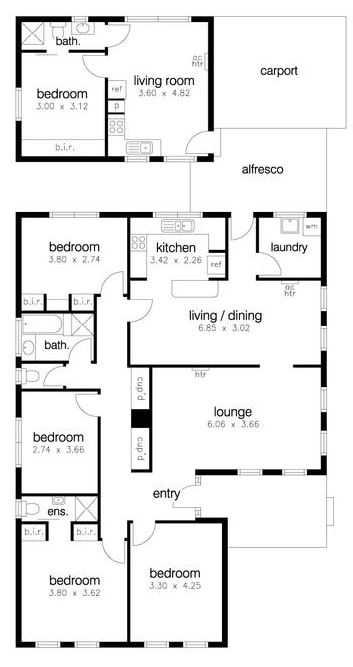 bath.
living room
3.60 x 4.82
ac
htr
carport
bedroom
3.00 x 3.12
ref
p
b.i.r.
alfresco
bedroom
3.80 x 2.74
kitchen
3.42 x 2.26
ref
wm
laundry
b.i.r.
b.i.r.
ac
htr
living / dining
6.85 x 3.02
bath.
cup'd
htr
lounge
6.06 x 3.66
bedroom
2.74 x 3.66
cup'd
entry
ens.
b.i.r.
b.i.r.
bedroom
3.80 x 3.62
bedroom
3.30 x 4.25